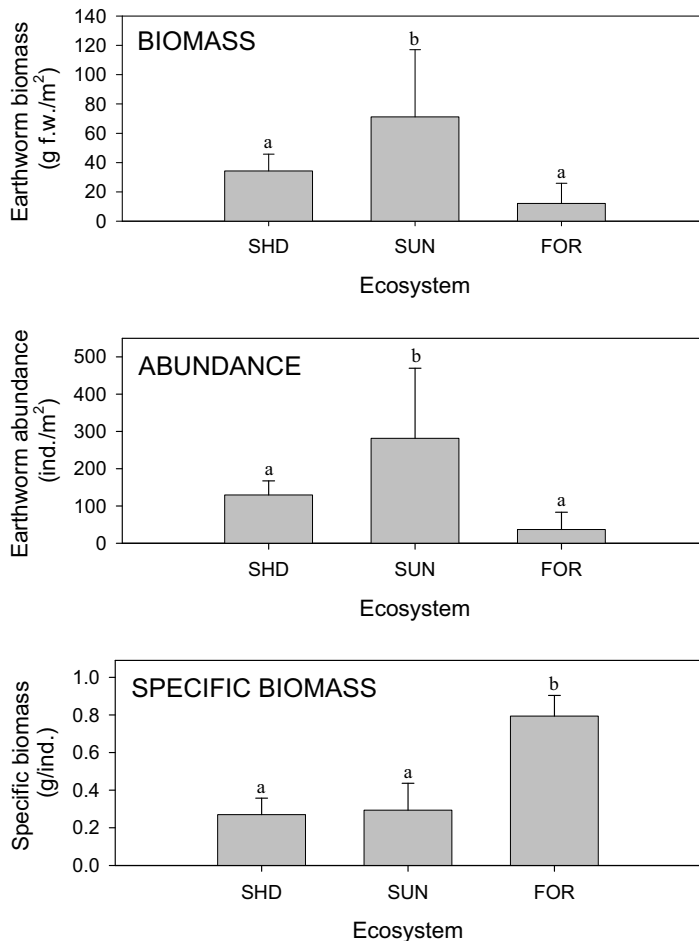 BIOMASS
Earthworm biomass
(g f.w./m2)
140
120
100
80
60
40
20
0
a
b
a
SHD SUN FOR
Ecosystem
ABUNDANCE
Earthworm abundance
(ind./m2)
500
400
300
200
100
0
a
b
a
SHD SUN FOR
Ecosystem
SPECIFIC BIOMASS
Specific biomass
(g/ind.)
1.0
0.8
0.6
0.4
0.2
0.0
a
a
b
SHD SUN FOR
Ecosystem